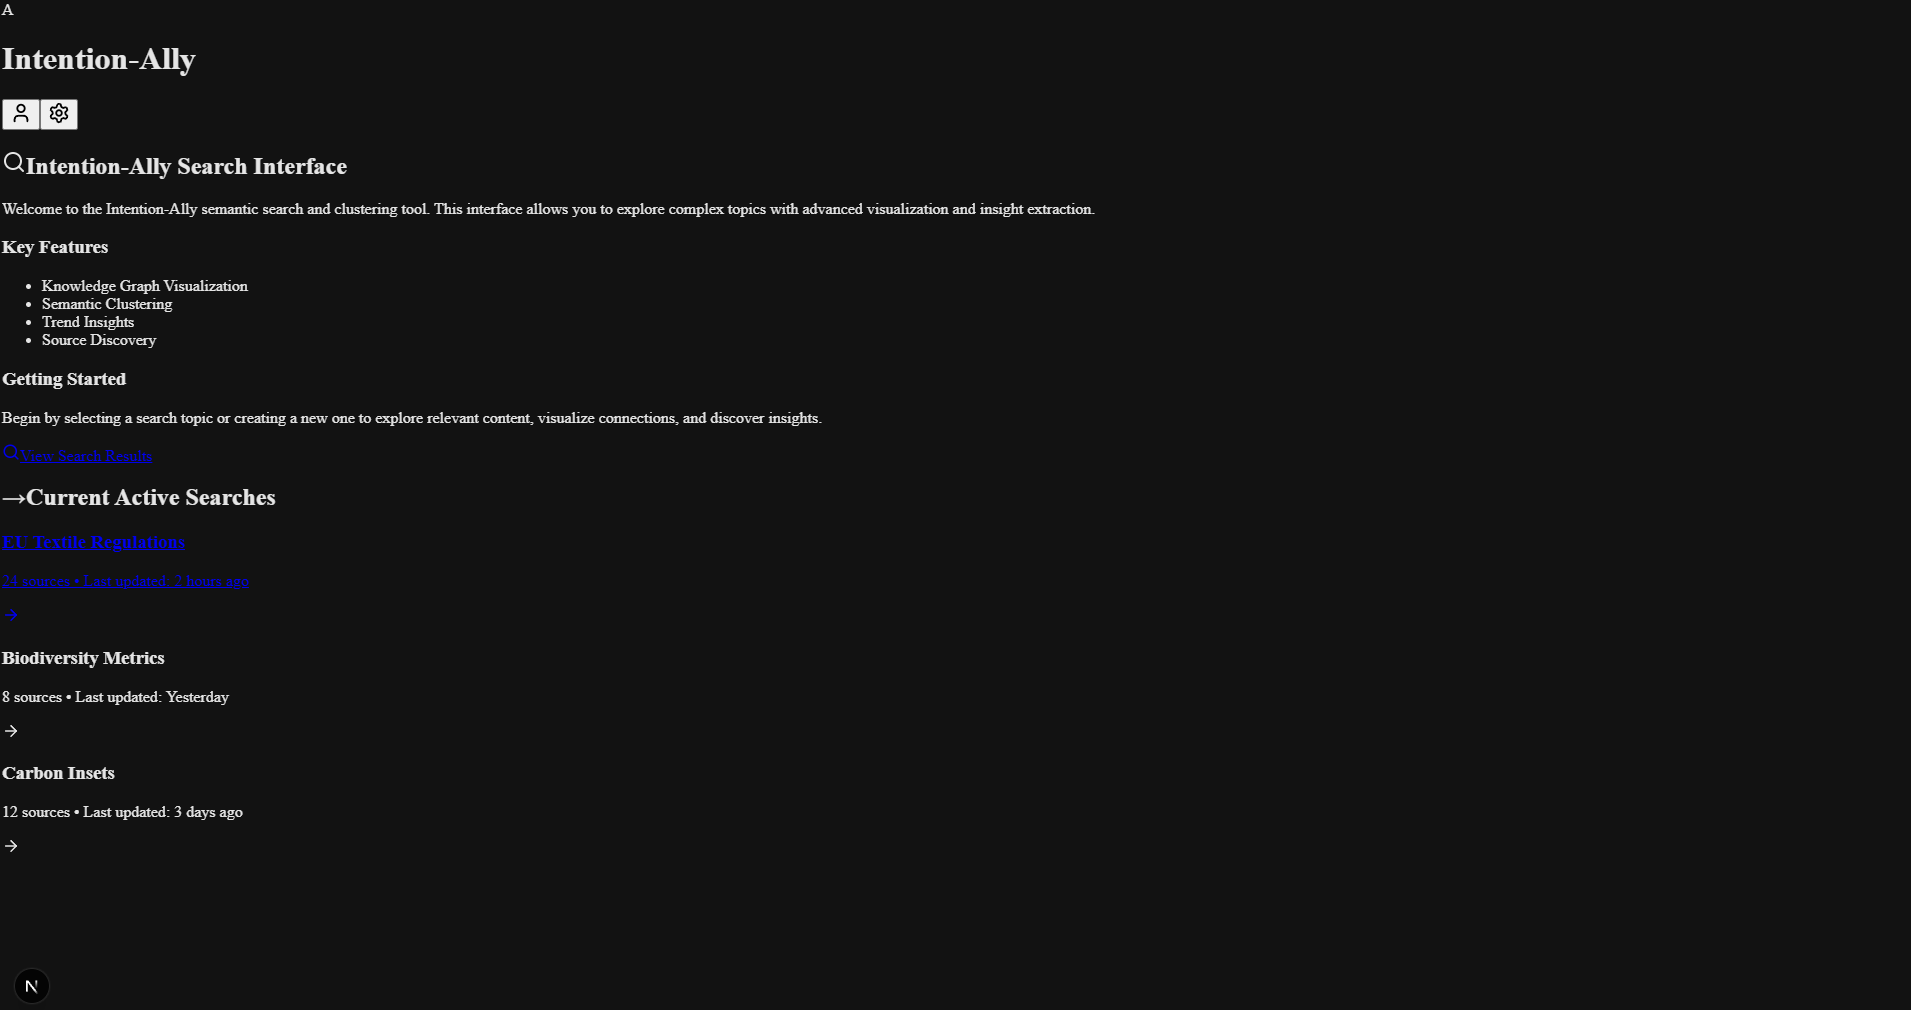 A
Intention-Ally
Intention-Ally Search Interface
Welcome to the Intention-Ally semantic search and clustering tool. This interface allows you to explore complex topics with advanced visualization and insight extraction.
Key Features
• Knowledge Graph Visualization
• Semantic Clustering
• Trend Insights
• Source Discovery
Getting Started
Begin by selecting a search topic or creating a new one to explore relevant content, visualize connections, and discover insights.
View Search Results
→Current Active Searches
EU Textile Regulations
24 sources • Last updated: 2 hours ago
→
Biodiversity Metrics
8 sources • Last updated: Yesterday
→
Carbon Insets
12 sources • Last updated: 3 days ago
→
N